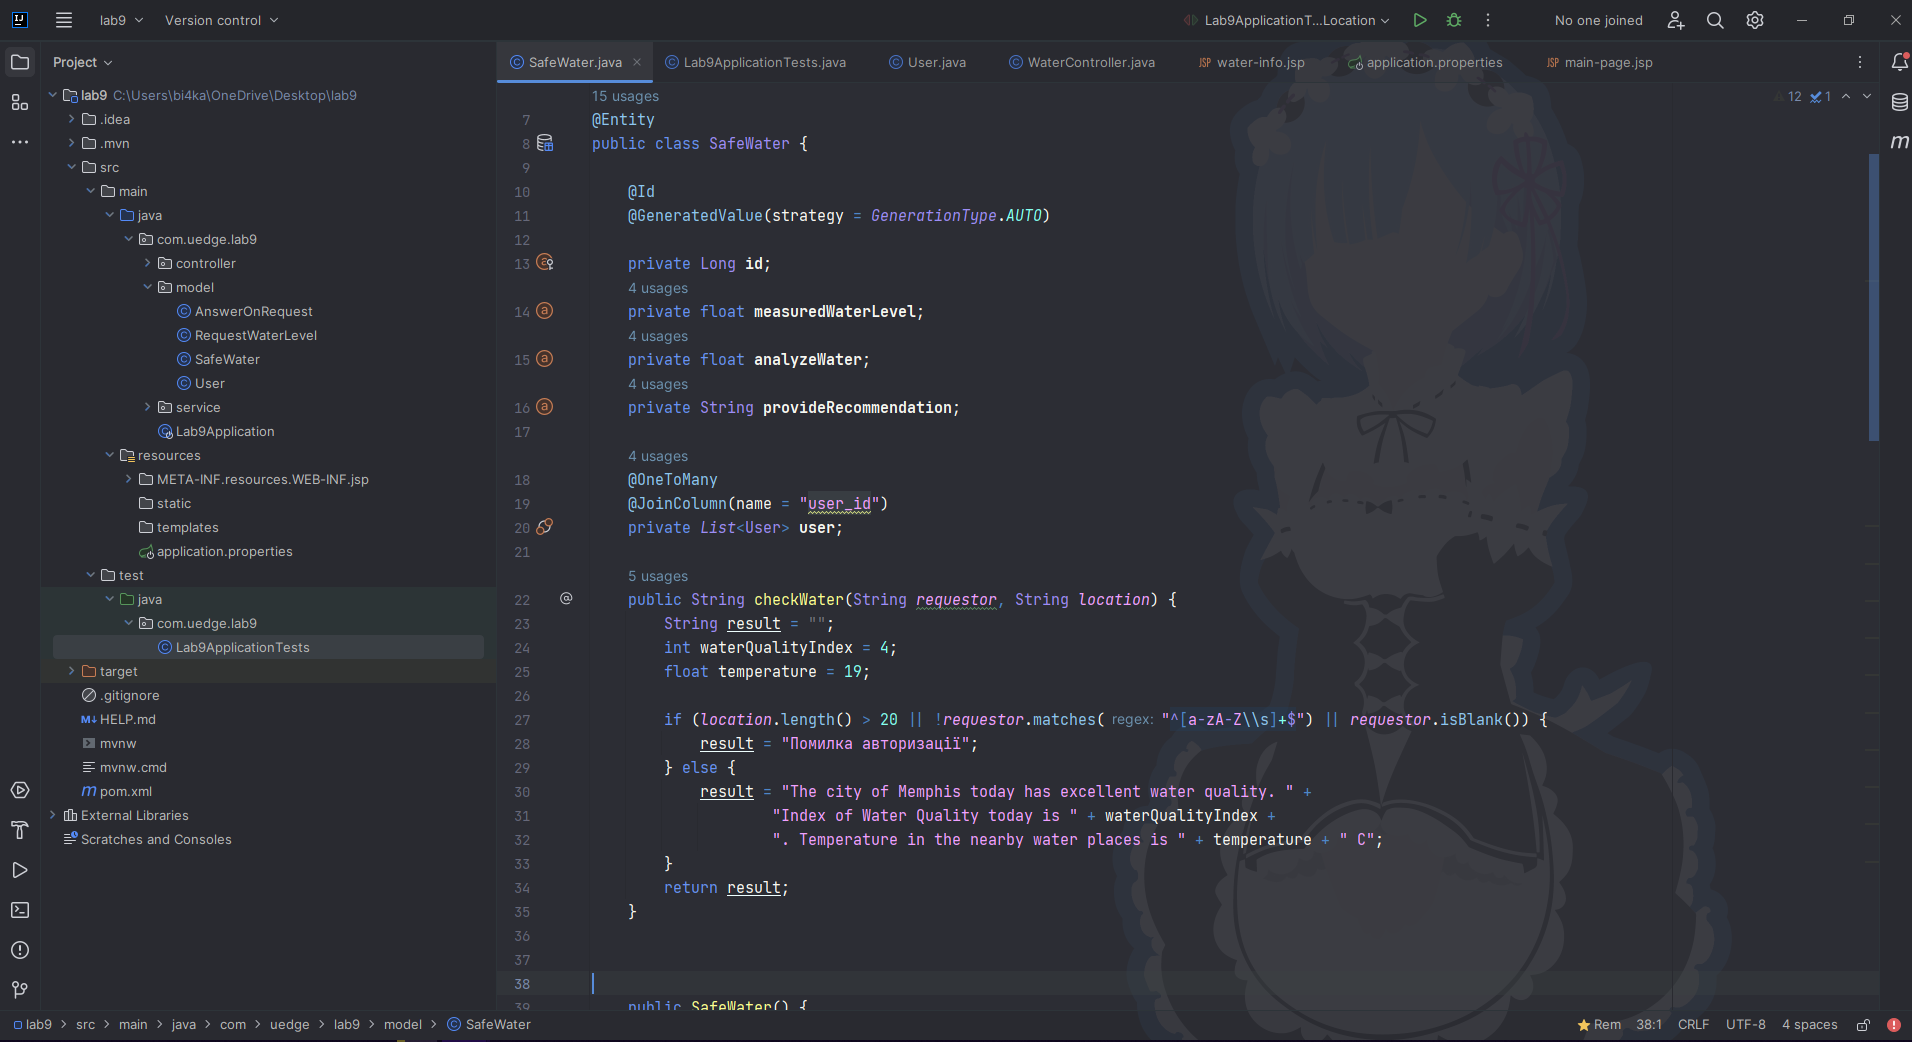 lab9 Version control Lab9ApplicationT...Location No one joined
Project
SafeWater.java Lab9ApplicationTests.java User.java WaterController.java JSP water-info.jsp application.properties JSP main-page.jsp
lab9 C:\Users\bi4ka\OneDrive\Desktop\lab9
.idea
.mvn
src
main
java
com.uedge.lab9
controller
model
AnswerOnRequest
RequestWaterLevel
SafeWater
User
service
Lab9Application
resources
META-INF.resources.WEB-INF.jsp
static
templates
application.properties
test
java
com.uedge.lab9
Lab9ApplicationTests
target
.gitignore
M↓ HELP.md
mvnw
mvnw.cmd
m pom.xml
External Libraries
Scratches and Consoles
12 1
m
15 usages
7 @Entity
8 public class SafeWater {
9
10 @Id
11 @GeneratedValue(strategy = GenerationType.AUTO)
12
13 private Long id;
4 usages
14 private float measuredWaterLevel;
4 usages
15 private float analyzeWater;
4 usages
16 private String provideRecommendation;
17
4 usages
18 @OneToMany
19 @JoinColumn(name = "user_id")
20 private List<User> user;
21
5 usages
22 @ public String checkWater(String requestor, String location) {
23 String result = "";
24 int waterQualityIndex = 4;
25 float temperature = 19;
26
27 if (location.length() > 20 || !requestor.matches( regex: "^[a-zA-Z\\s]+$") || requestor.isBlank()) {
28 result = "Помилка авторизації";
29 } else {
30 result = "The city of Memphis today has excellent water quality. " +
31 "Index of Water Quality today is " + waterQualityIndex +
32 ". Temperature in the nearby water places is " + temperature + " C";
33 }
34 return result;
35 }
36
37
38
39 public SafeWater() {
lab9 > src > main > java > com > uedge > lab9 > model > SafeWater
Rem 38:1 CRLF UTF-8 4 spaces